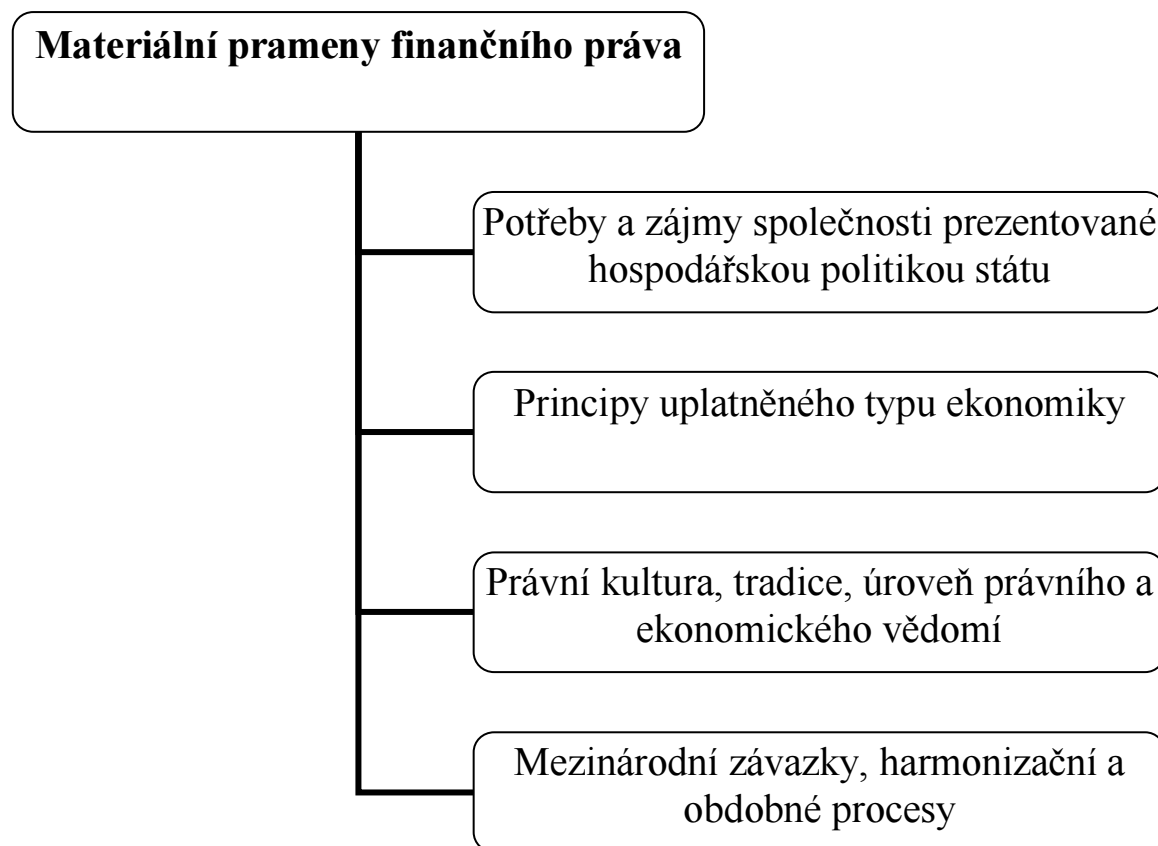 Materiální prameny finančního práva
Potřeby a zájmy společnosti prezentované
hospodářskou politikou státu
Principy uplatněného typu ekonomiky
Právní kultura, tradice, úroveň právního a
ekonomického vědomí
Mezinárodní závazky, harmonizační a
obdobné procesy